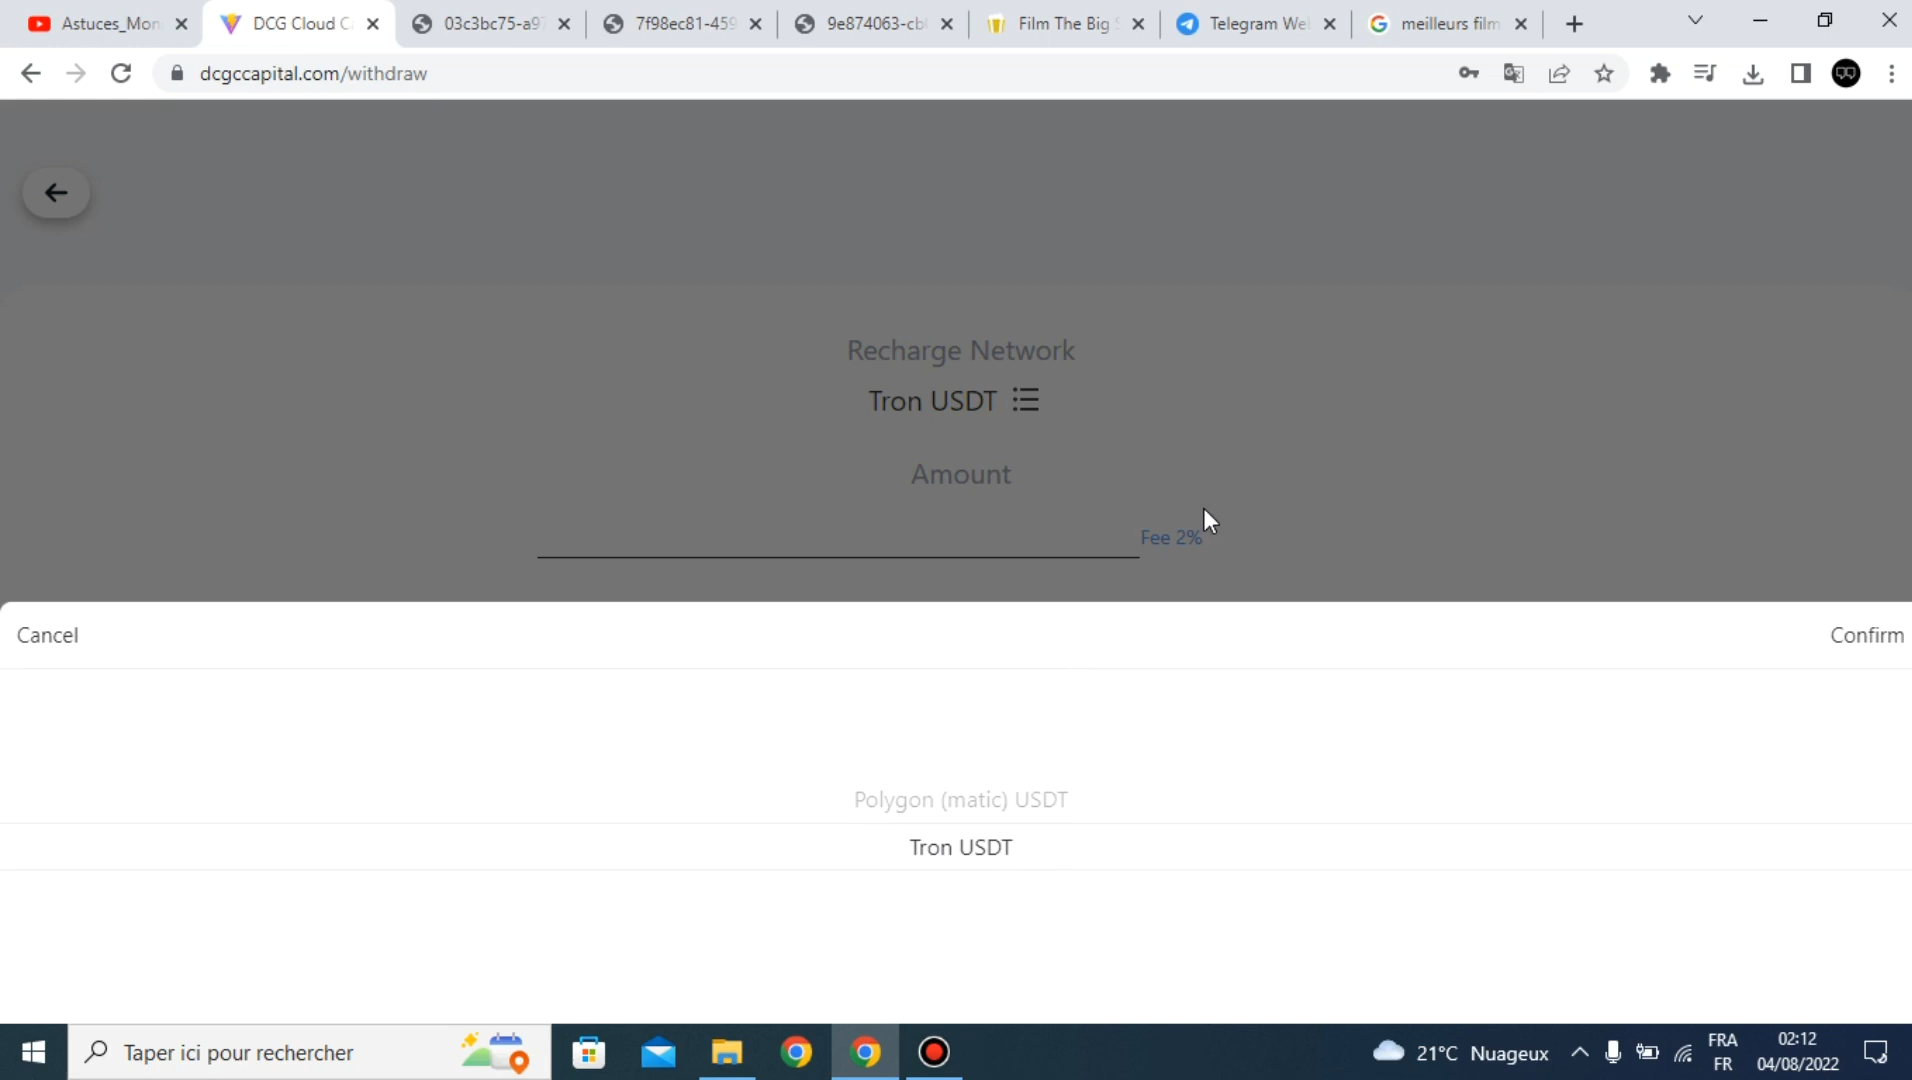 Astuces_Mon
DCG Cloud C
03c3bc75-a97
7f98ec81-459
9e874063-cb
Film The Big S
Telegram We
meilleurs film
dcgccapital.com/withdraw
Recharge Network
Tron USDT
Amount
Fee 2%
Cancel
Confirm
Polygon (matic) USDT
Tron USDT
Taper ici pour rechercher
21°C Nuageux
FRA
FR
02:12
04/08/2022